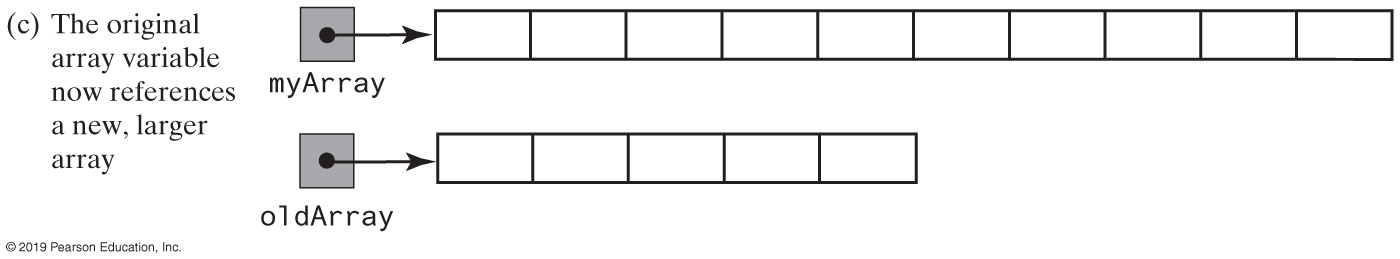 (c) The original
array variable
now references
a new, larger
array
myArray
oldArray
© 2019 Pearson Education, Inc.